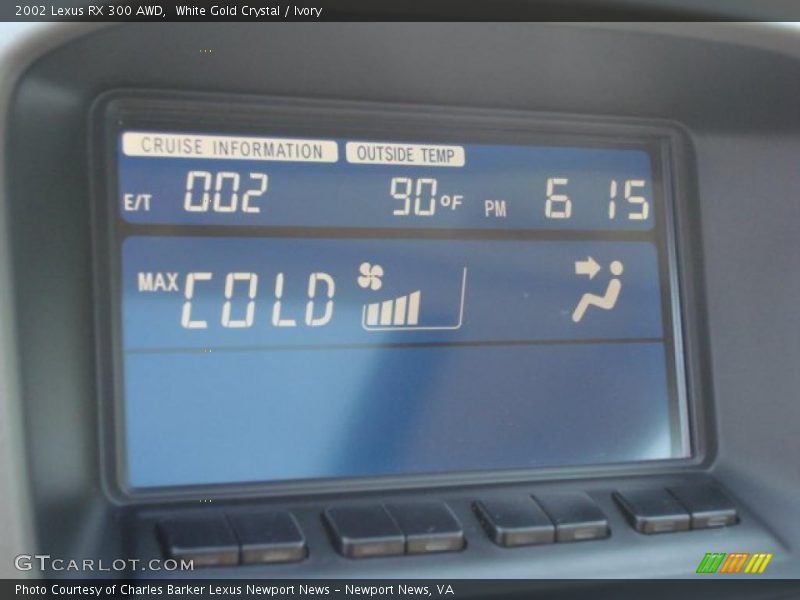 2002 Lexus RX 300 AWD,  White Gold Crystal / Ivory
CRUISE INFORMATION OUTSIDE TEMP
E/T 002 90°F PM 6 15
MAX COLD
GTCARLOT.COM
Photo Courtesy of Charles Barker Lexus Newport News – Newport News, VA